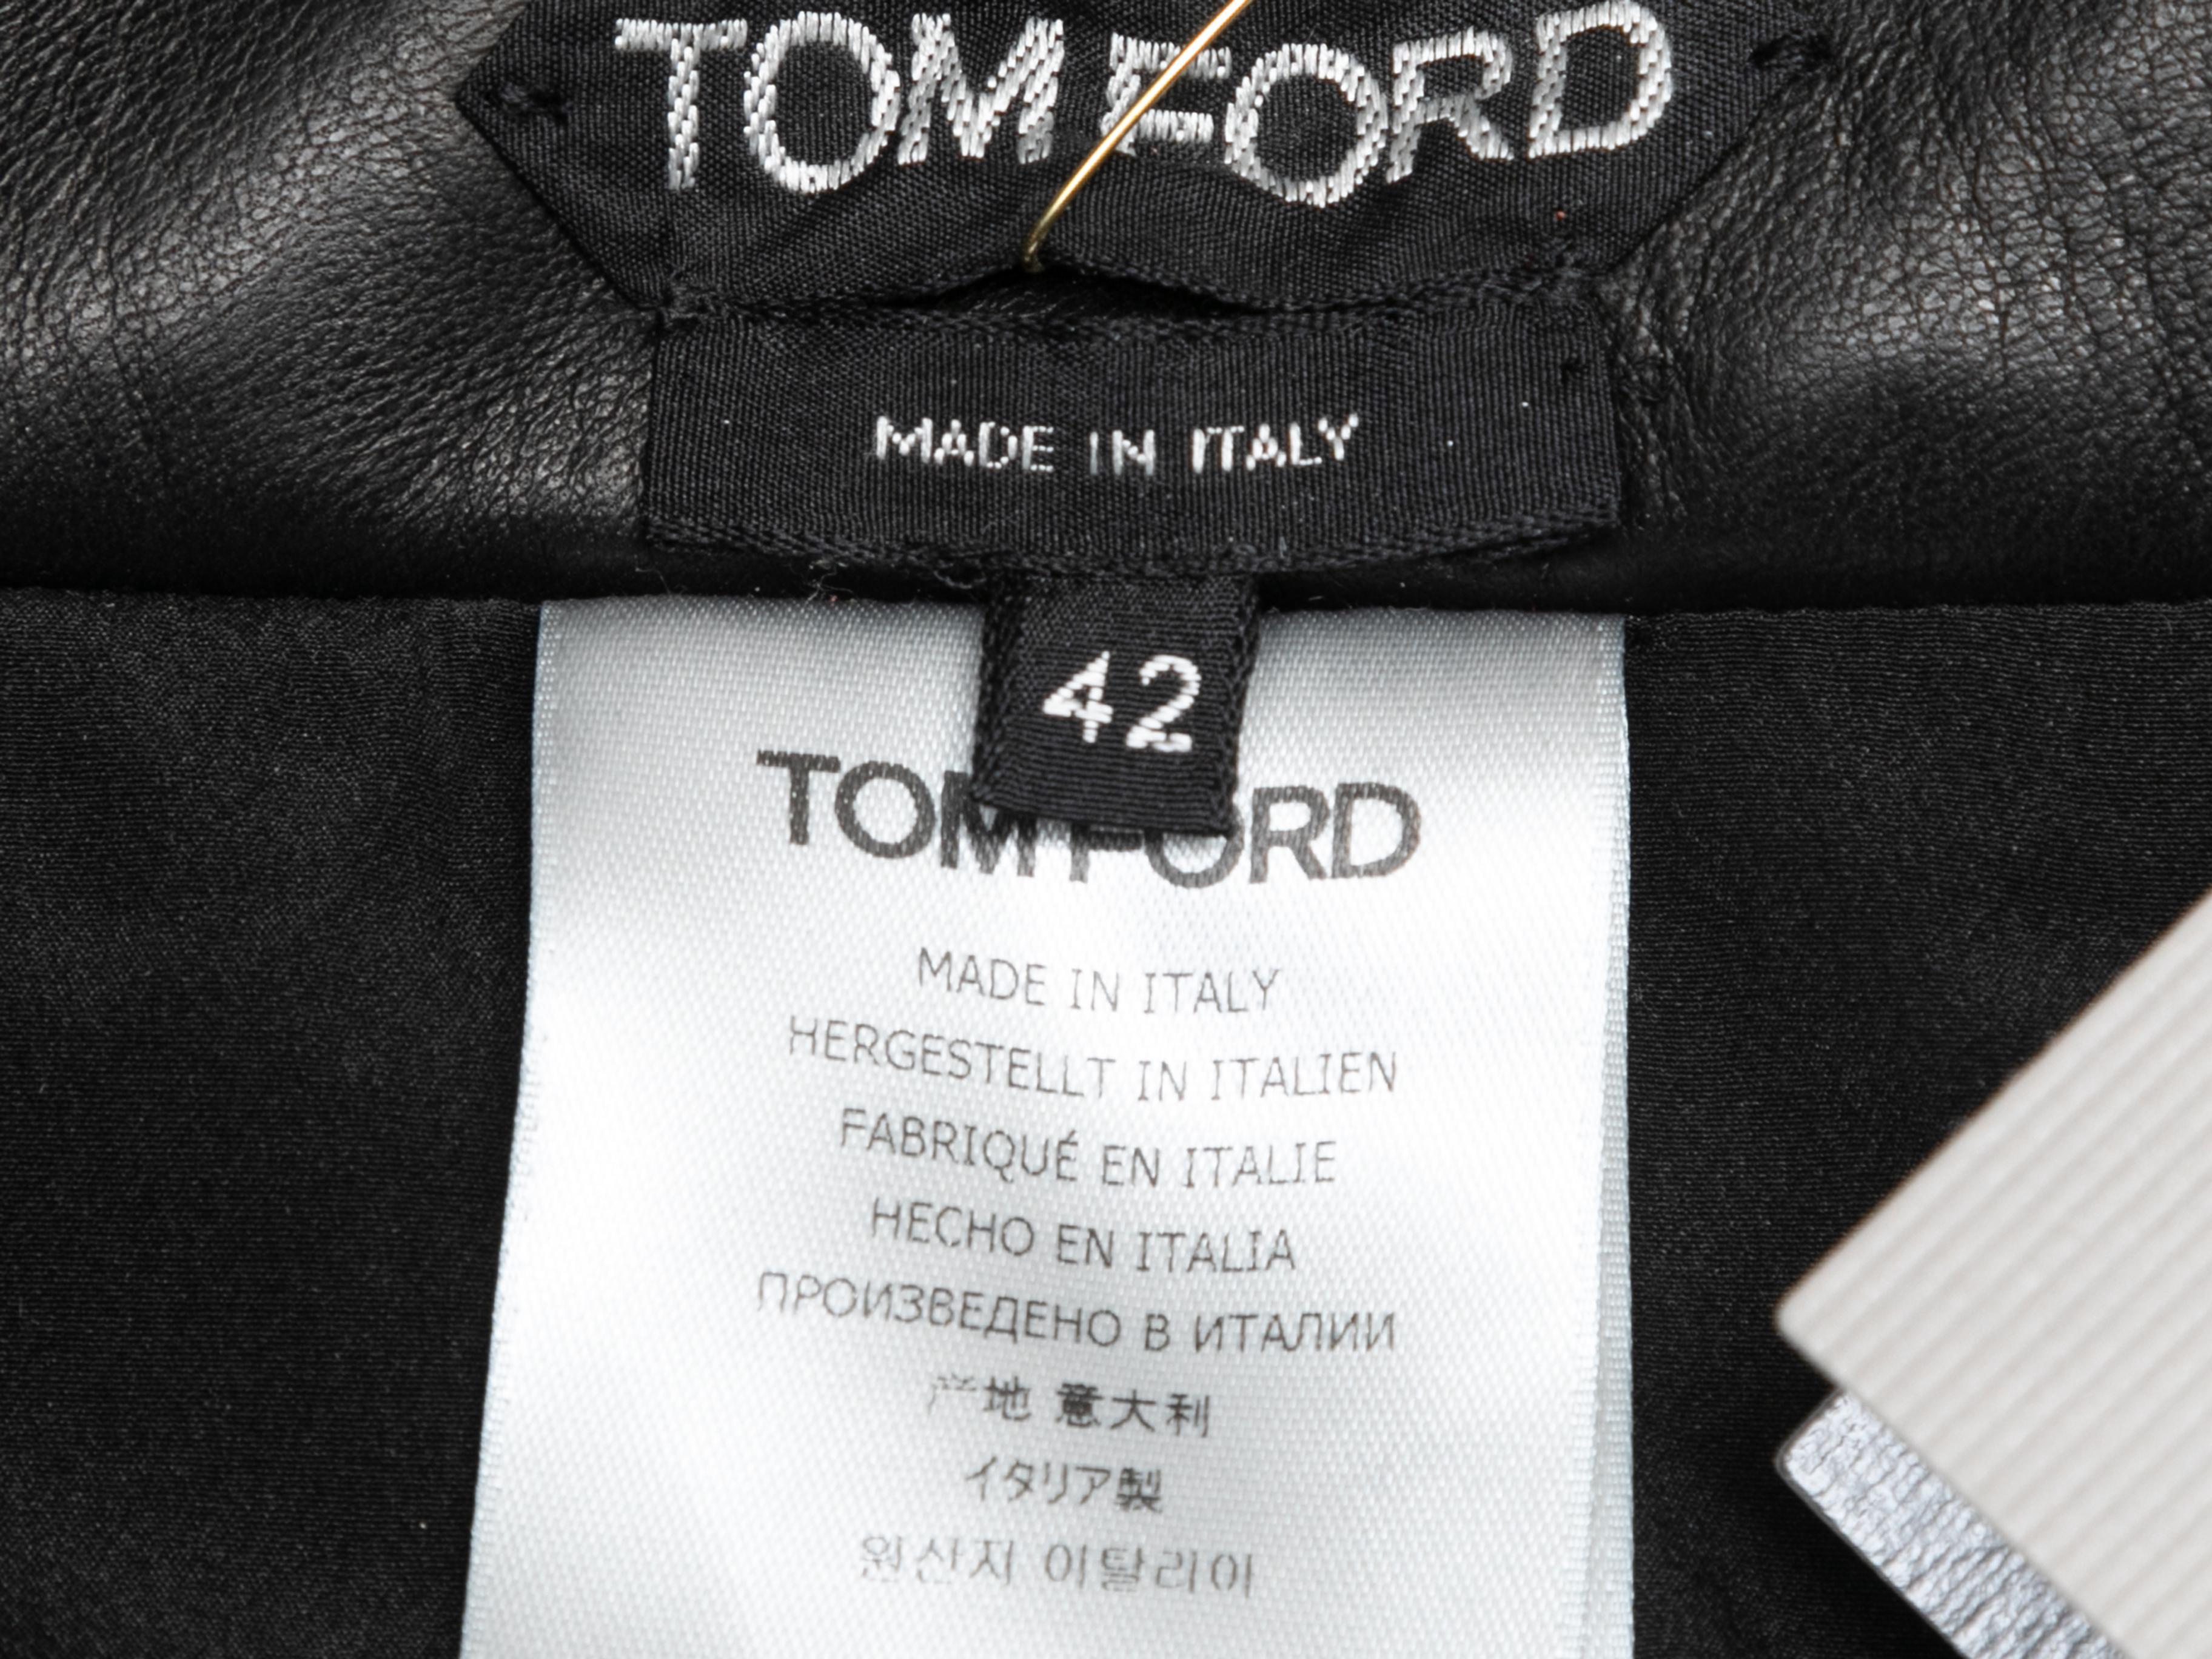 TOM FORD
MADE IN ITALY
42
TOM FORD
MADE IN ITALY
HERGESTELLT IN ITALIEN
FABRIQUÉ EN ITALIE
HECHO EN ITALIA
ПРОИЗВЕДЕНО В ИТАЛИИ
产地 意大利
イタリア製
원산지 이탈리아